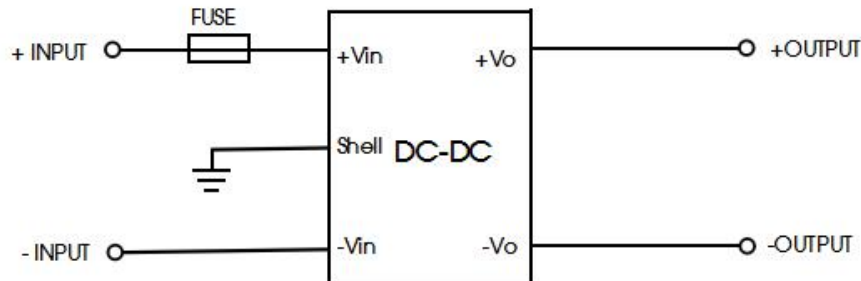 FUSE
+ INPUT
+Vin
+Vo
+OUTPUT
Shell
DC-DC
- INPUT
-Vin
-Vo
-OUTPUT